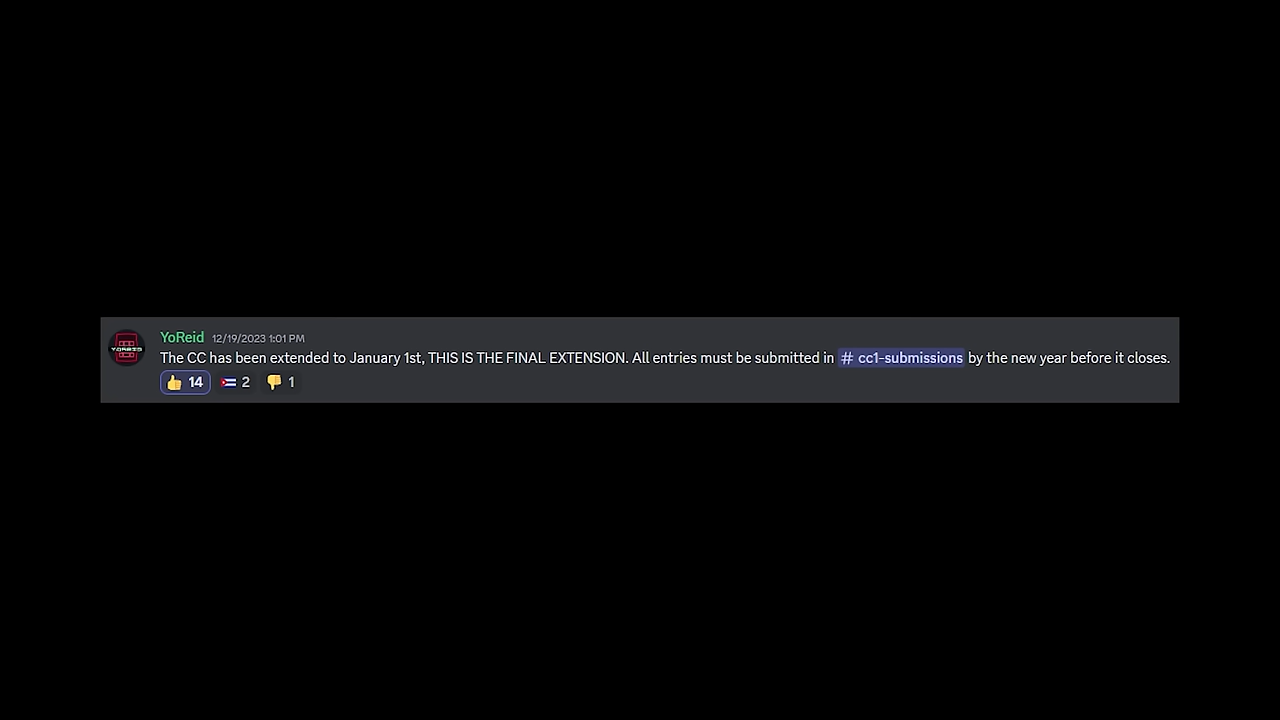 YoReid 12/19/2023 1:01 PM
The CC has been extended to January 1st, THIS IS THE FINAL EXTENSION. All entries must be submitted in # cc1-submissions by the new year before it closes.
14 2 1
YOREID